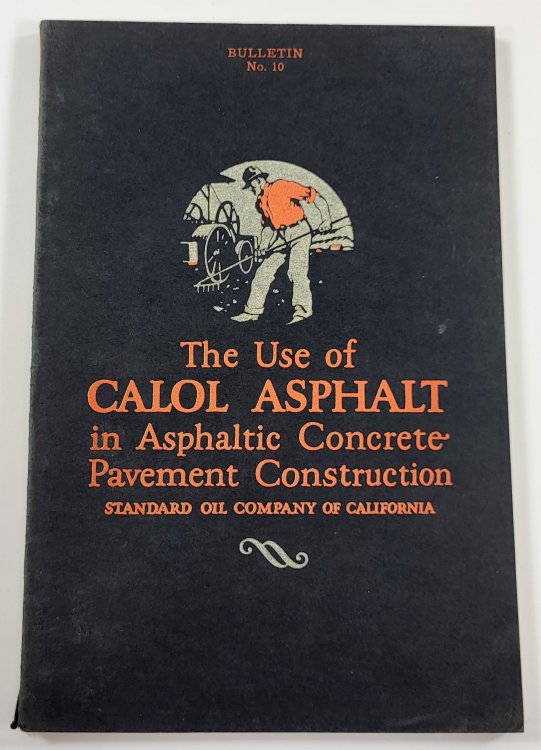 BULLETIN
No. 10
The Use of
CALOL ASPHALT
in Asphaltic Concrete
Pavement Construction
STANDARD OIL COMPANY OF CALIFORNIA